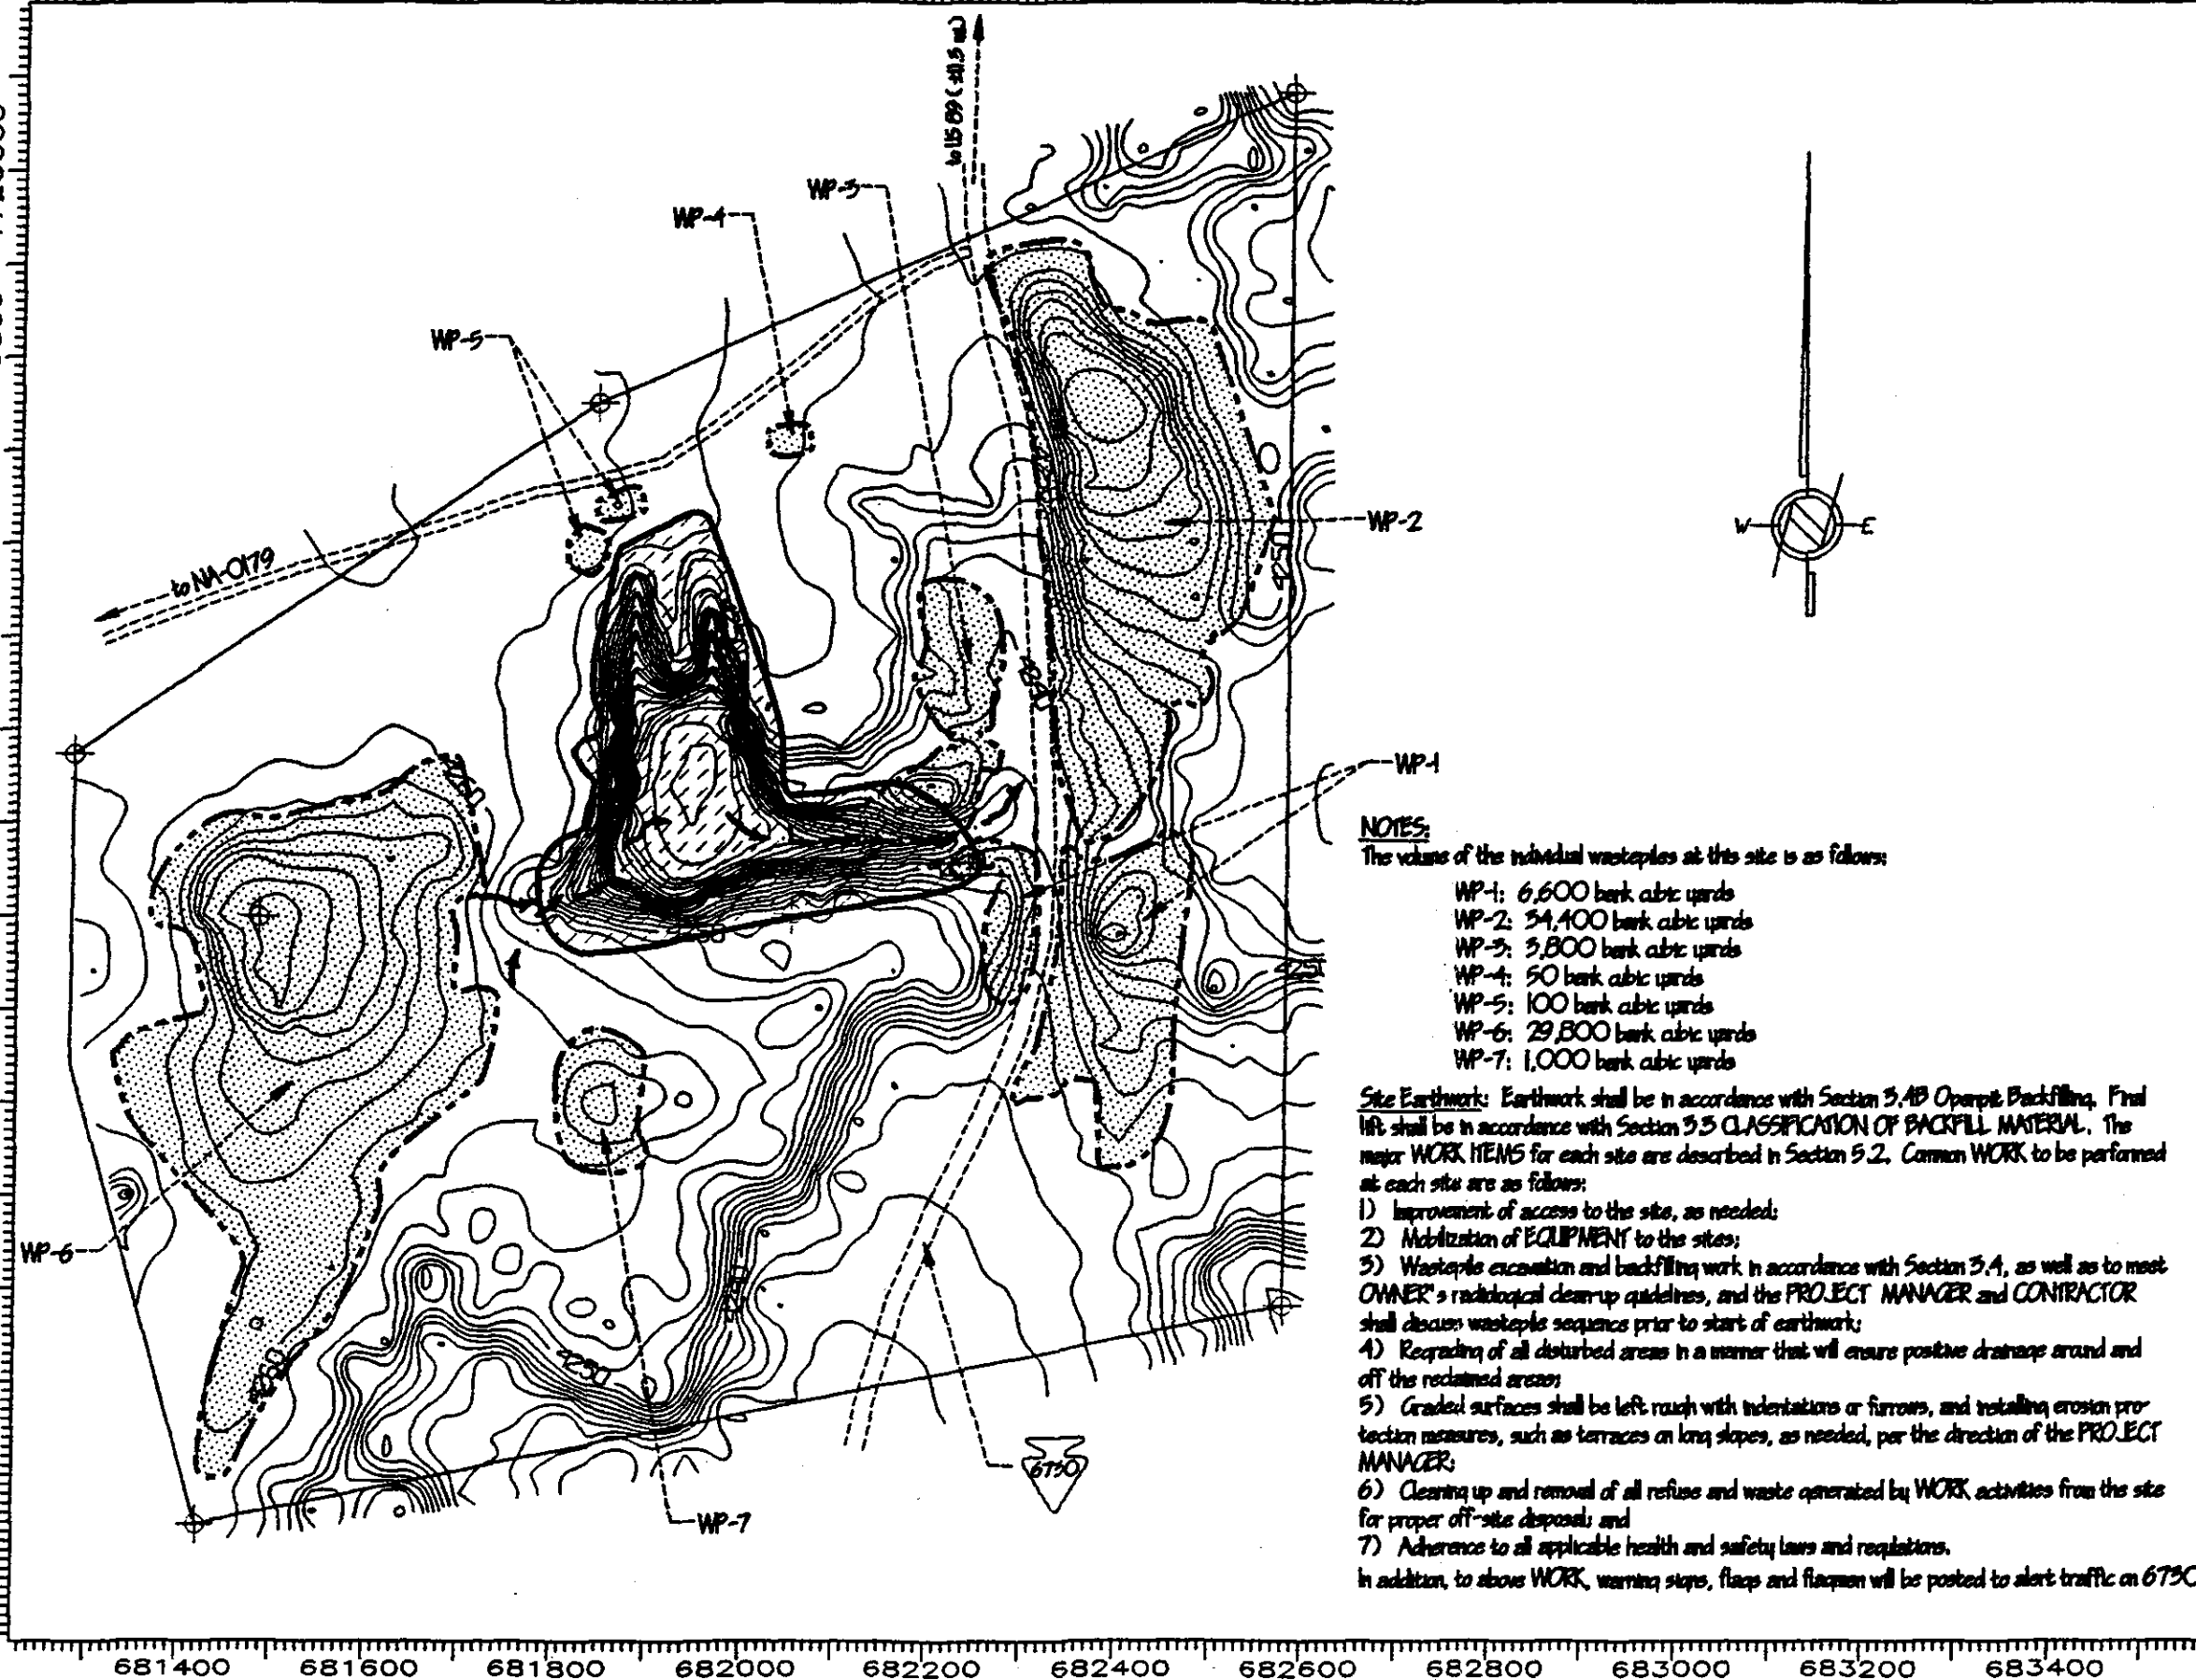 to US 89 (±0.3 mi.)
WP-3
WP-4
WP-5
to NA-0179
WP-2
W E
4250
WP-1
NOTES:
The volume of the individual wastepiles at this site is as follows:
WP-1: 6,600 bank cubic yards
WP-2: 54,400 bank cubic yards
WP-3: 3,800 bank cubic yards
WP-4: 50 bank cubic yards
WP-5: 100 bank cubic yards
WP-6: 29,800 bank cubic yards
WP-7: 1,000 bank cubic yards
Site Earthwork: Earthwork shall be in accordance with Section 3.4B Openpit Backfilling. Final
lift shall be in accordance with Section 3.3 CLASSIFICATION OF BACKFILL MATERIAL. The
major WORK ITEMS for each site are described in Section 5.2. Common WORK to be performed
at each site are as follows:
1) Improvement of access to the site, as needed;
2) Mobilization of EQUIPMENT to the sites;
3) Wastepile excavation and backfilling work in accordance with Section 3.4, as well as to meet
OWNER's radiological clean-up guidelines, and the PROJECT MANAGER and CONTRACTOR
shall discuss wastepile sequence prior to start of earthwork;
4) Regrading of all disturbed areas in a manner that will ensure positive drainage around and
off the reclaimed areas;
5) Graded surfaces shall be left rough with indentations or furrows, and installing erosion pro-
tection measures, such as terraces on long slopes, as needed, per the direction of the PROJECT
MANAGER;
6) Cleaning up and removal of all refuse and waste generated by WORK activities from the site
for proper off-site disposal; and
7) Adherence to all applicable health and safety laws and regulations.
In addition, to above WORK, warning signs, flags and flagmen will be posted to alert traffic on 6730
WP-6
4250
6730
WP-7
681400 681600 681800 682000 682200 682400 682600 682800 683000 683200 683400